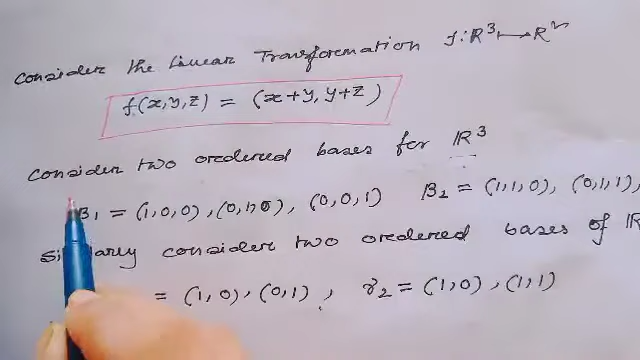 Consider the Linear Transformation f: R³ ↦ R²
f(x,y,z) = (x+y, y+z)
Consider two ordered bases for R³
β₁ = (1,0,0), (0,1,0), (0,0,1) β₂ = (1,1,0), (0,1,1),
consider two ordered bases of R
= (1,0), (0,1), γ₂ = (1,0), (1,1)